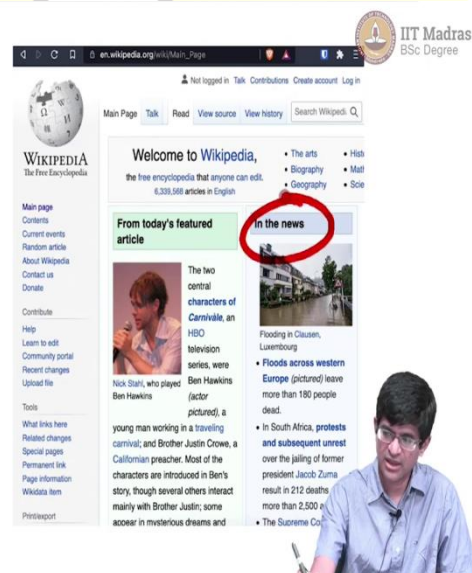 IIT Madras
BSc Degree
en.wikipedia.org/wiki/Main_Page
Not logged in Talk Contributions Create account Log in
Main Page Talk Read View source View history Search Wikipedi
WIKIPEDIA
The Free Encyclopedia
Main page
Contents
Current events
Random article
About Wikipedia
Contact us
Donate
Contribute
Help
Learn to edit
Community portal
Recent changes
Upload file
Tools
What links here
Related changes
Special pages
Permanent link
Page information
Wikidata item
Print/export
Welcome to Wikipedia,
the free encyclopedia that anyone can edit.
6,339,568 articles in English
The arts
Biography
Geography
Hist
Math
Scie
From today's featured
article
The two
central
characters of
Carnivàle, an
HBO
television
series, were
Ben Hawkins
(actor
pictured), a
Nick Stahl, who played
Ben Hawkins
young man working in a traveling
carnival; and Brother Justin Crowe, a
Californian preacher. Most of the
characters are introduced in Ben's
story, though several others interact
mainly with Brother Justin; some
appear in mysterious dreams and
In the news
Flooding in Clausen,
Luxembourg
Floods across western
Europe (pictured) leave
more than 180 people
dead.
In South Africa, protests
and subsequent unrest
over the jailing of former
president Jacob Zuma
result in 212 deaths
more than 2,500 a
The Supreme Co